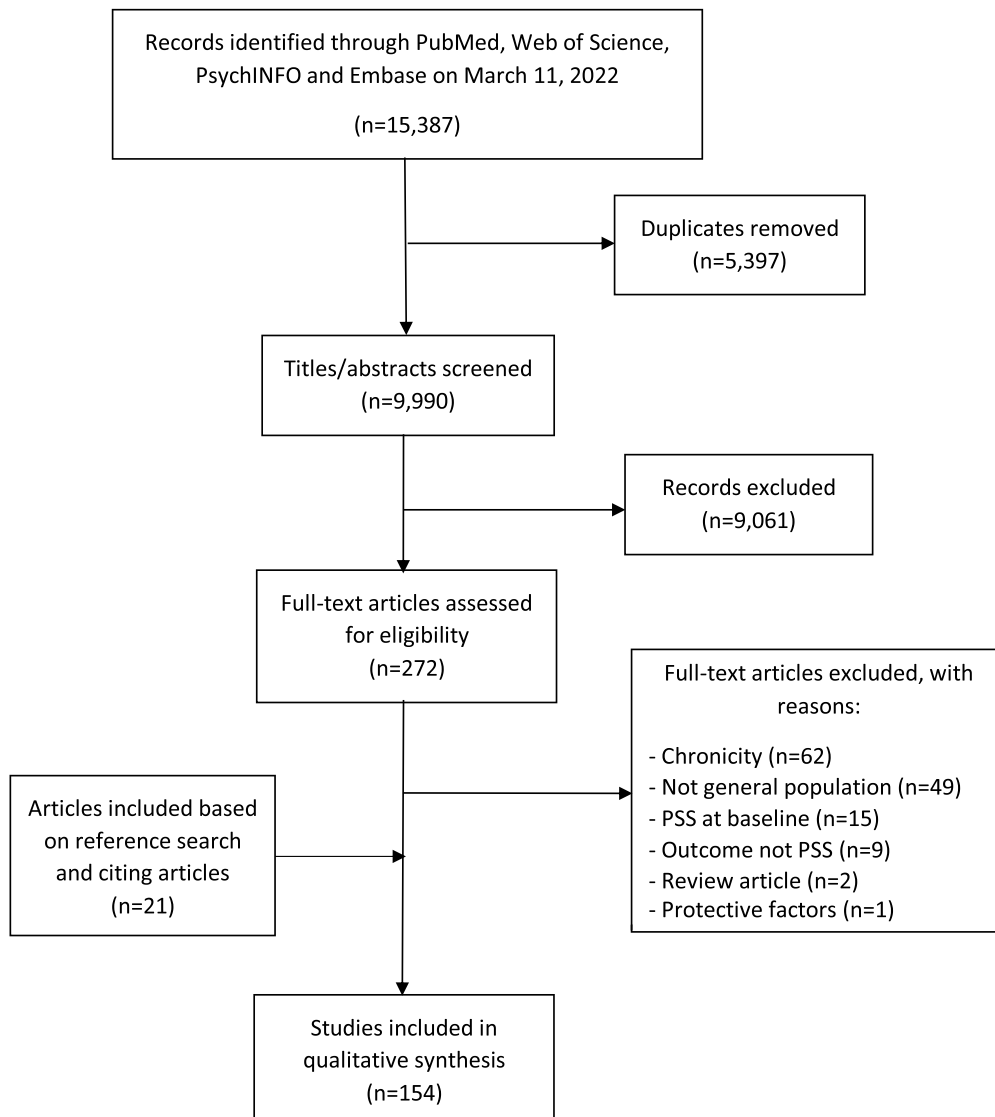 Records identified through PubMed, Web of Science,
PsychINFO and Embase on March 11, 2022
(n=15,387)
Duplicates removed
(n=5,397)
Titles/abstracts screened
(n=9,990)
Records excluded
(n=9,061)
Full-text articles assessed
for eligibility
(n=272)
Full-text articles excluded, with
reasons:
- Chronicity (n=62)
- Not general population (n=49)
- PSS at baseline (n=15)
- Outcome not PSS (n=9)
- Review article (n=2)
- Protective factors (n=1)
Articles included based
on reference search
and citing articles
(n=21)
Studies included in
qualitative synthesis
(n=154)